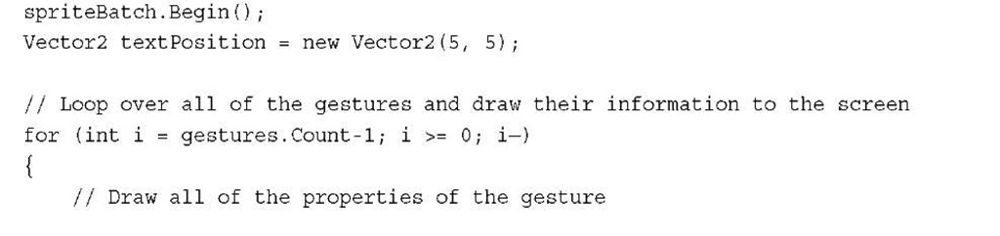 spriteBatch.Begin();
Vector2 textPosition = new Vector2(5, 5);
// Loop over all of the gestures and draw their information to the screen
for (int i = gestures.Count-1; i >= 0; i—)
{
// Draw all of the properties of the gesture